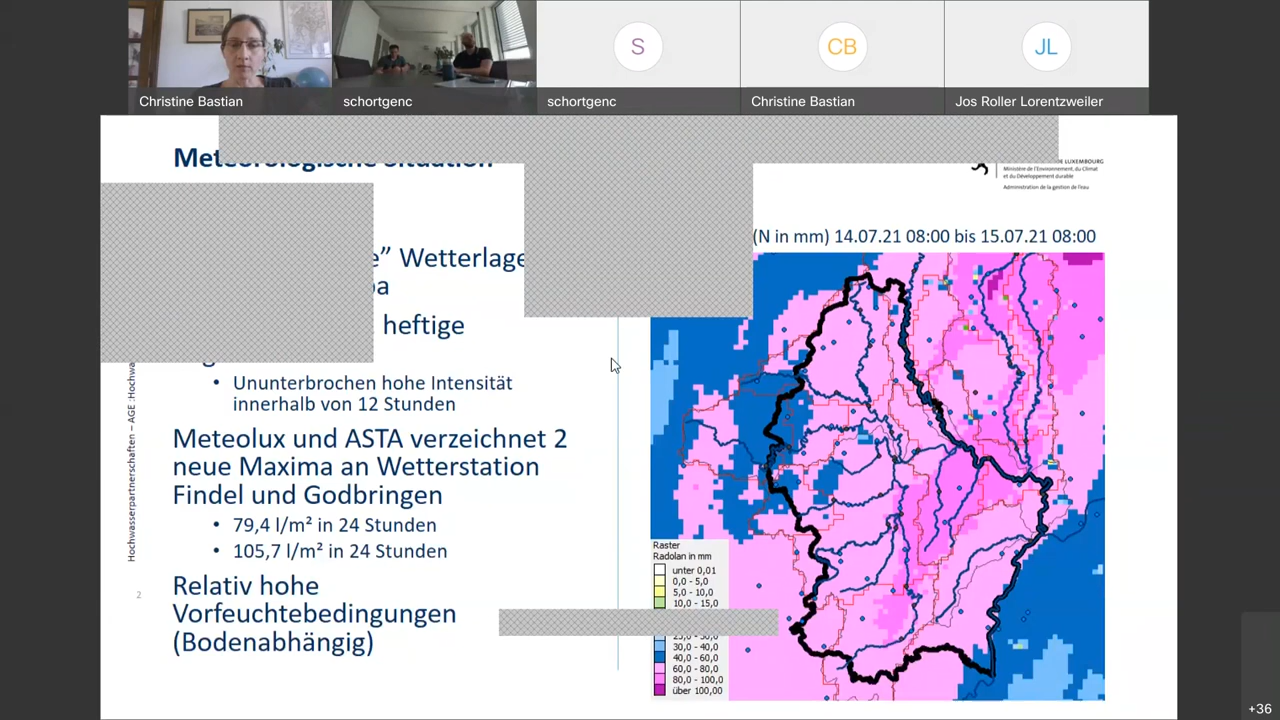 Christine Bastian
schortgenc
S
schortgenc
CB
Christine Bastian
JL
Jos Roller Lorentzweiler
Meteorologische Situation
LUXEMBOURG
Ministère de l'Environnement, du Climat
et du Développement durable
Administration de la gestion de l'eau
e” Wetterlage
pa
heftige
Ununterbrochen hohe Intensität
innerhalb von 12 Stunden
Meteolux und ASTA verzeichnet 2
neue Maxima an Wetterstation
Findel und Godbringen
79,4 l/m² in 24 Stunden
105,7 l/m² in 24 Stunden
Relativ hohe
Vorfeuchtebedingungen
(Bodenabhängig)
Hochwasserpartnerschaften – AGE :Hochw
2
(N in mm) 14.07.21 08:00 bis 15.07.21 08:00
Raster
Radolan in mm
unter 0,01
0,0 - 5,0
5,0 - 10,0
10,0 - 15,0
30,0 - 40,0
40,0 - 60,0
60,0 - 80,0
80,0 - 100,0
über 100,00
+36